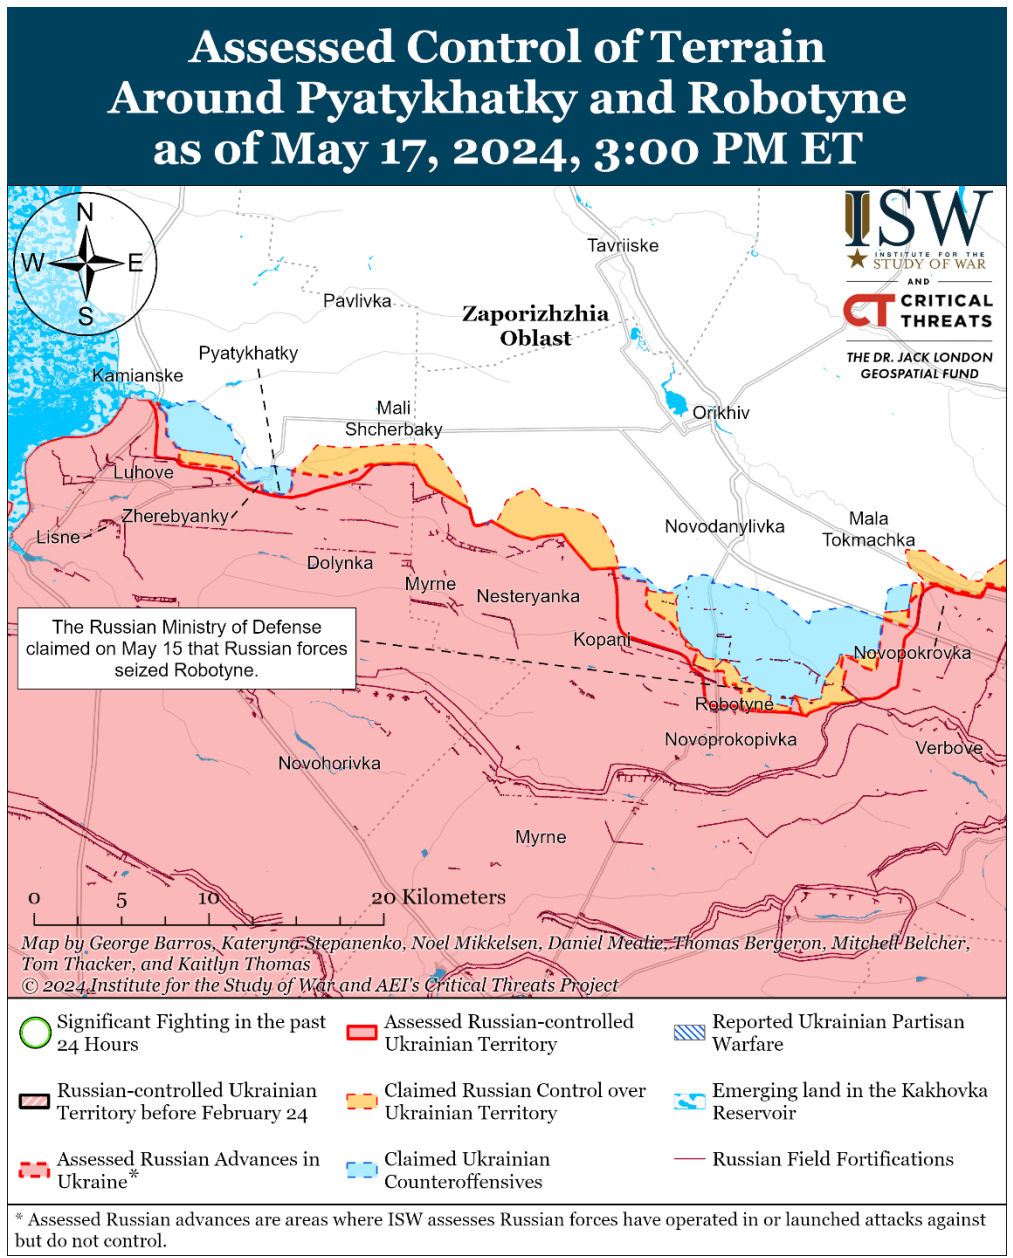 Assessed Control of Terrain
Around Pyatykhatky and Robotyne
as of May 17, 2024, 3:00 PM ET
N
W
E
S
ISW
INSTITUTE FOR THE
STUDY OF WAR
AND
CT CRITICAL
THREATS
THE DR. JACK LONDON
GEOSPATIAL FUND
Tavriiske
Pavlivka
Zaporizhzhia
Oblast
Pyatykhatky
Kamianske
Mali
Shcherbaky
Orikhiv
Luhove
Zherebyanky
Lisne
Novodanylivka
Mala
Tokmachka
Dolynka
Myrne
Nesteryanka
The Russian Ministry of Defense
claimed on May 15 that Russian forces
seized Robotyne.
Kopani
Novopokrovka
Robotyne
Novoprokopivka
Verbove
Novohorivka
Myrne
0 5 10 20 Kilometers
Map by George Barros, Kateryna Stepanenko, Noel Mikkelsen, Daniel Mealie, Thomas Bergeron, Mitchell Belcher,
Tom Thacker, and Kaitlyn Thomas
© 2024 Institute for the Study of War and AEI's Critical Threats Project
Significant Fighting in the past
24 Hours
Assessed Russian-controlled
Ukrainian Territory
Reported Ukrainian Partisan
Warfare
Russian-controlled Ukrainian
Territory before February 24
Claimed Russian Control over
Ukrainian Territory
Emerging land in the Kakhovka
Reservoir
Assessed Russian Advances in
Ukraine*
Claimed Ukrainian
Counteroffensives
Russian Field Fortifications
* Assessed Russian advances are areas where ISW assesses Russian forces have operated in or launched attacks against
but do not control.